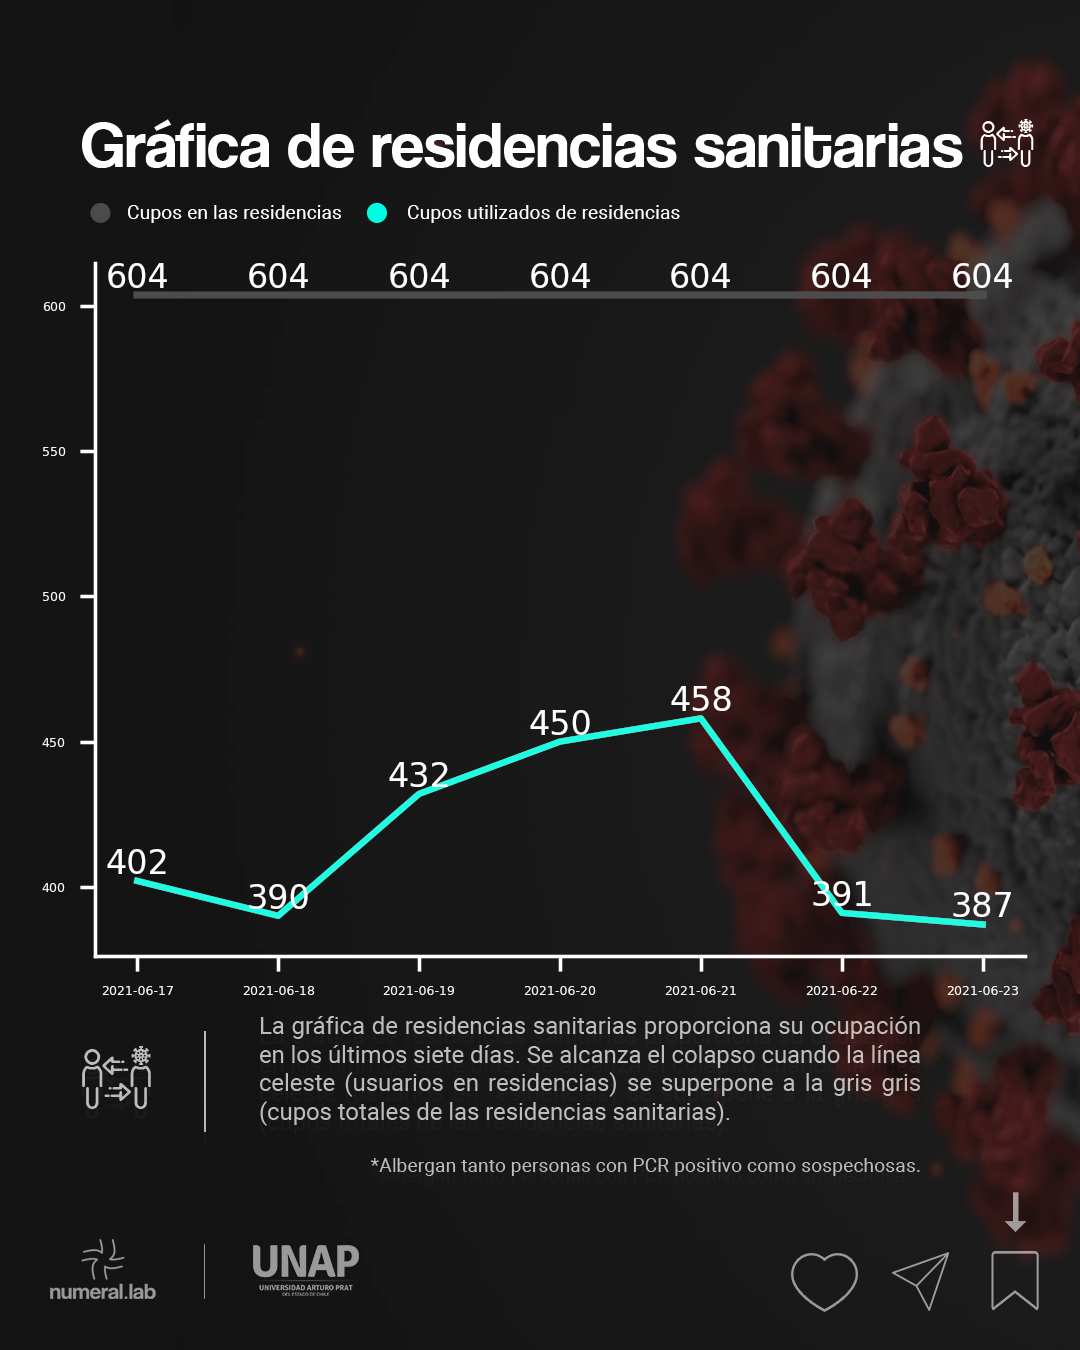 Gráfica de residencias sanitarias
Cupos en las residencias Cupos utilizados de residencias
604 604 604 604 604 604 604
600
550
500
450
400
402 390 432 450 458 391 387
2021-06-17 2021-06-18 2021-06-19 2021-06-20 2021-06-21 2021-06-22 2021-06-23
La gráfica de residencias sanitarias proporciona su ocupación
en los últimos siete días. Se alcanza el colapso cuando la línea
celeste (usuarios en residencias) se superpone a la gris gris
(cupos totales de las residencias sanitarias).
*Albergan tanto personas con PCR positivo como sospechosas.
numeral.lab
UNAP
UNIVERSIDAD ARTURO PRAT
DEL ESTADO DE CHILE